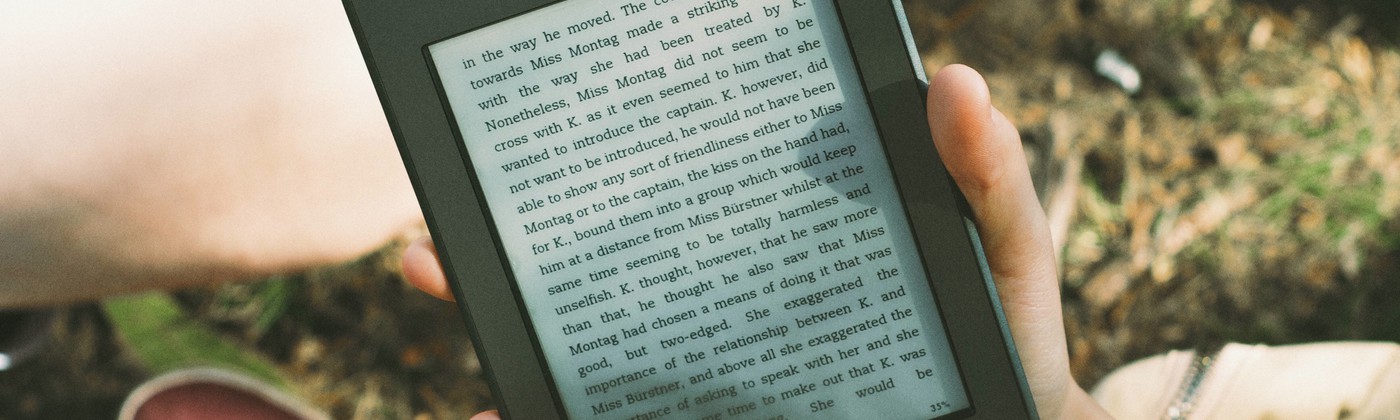 in the way he moved. The
towards Miss Montag made a striking
with the way she had been treated by K.
Nonetheless, Miss Montag did not seem to be
cross with K. as it even seemed to him that she
wanted to introduce the captain. K. however, did
not want to be introduced, he would not have been
able to show any sort of friendliness either to Miss
Montag or to the captain, the kiss on the hand had,
for K., bound them into a group which would keep
him at a distance from Miss Bürstner whilst at the
same time seeming to be totally harmless and
unselfish. K. thought, however, that he saw more
than that, he thought he also saw that Miss
Montag had chosen a means of doing it that was
good, but two-edged. She exaggerated the
importance of the relationship between K. and
Miss Bürstner, and above all she exaggerated the
of asking to speak with her and she
time to make out that K. was
She would be
33%